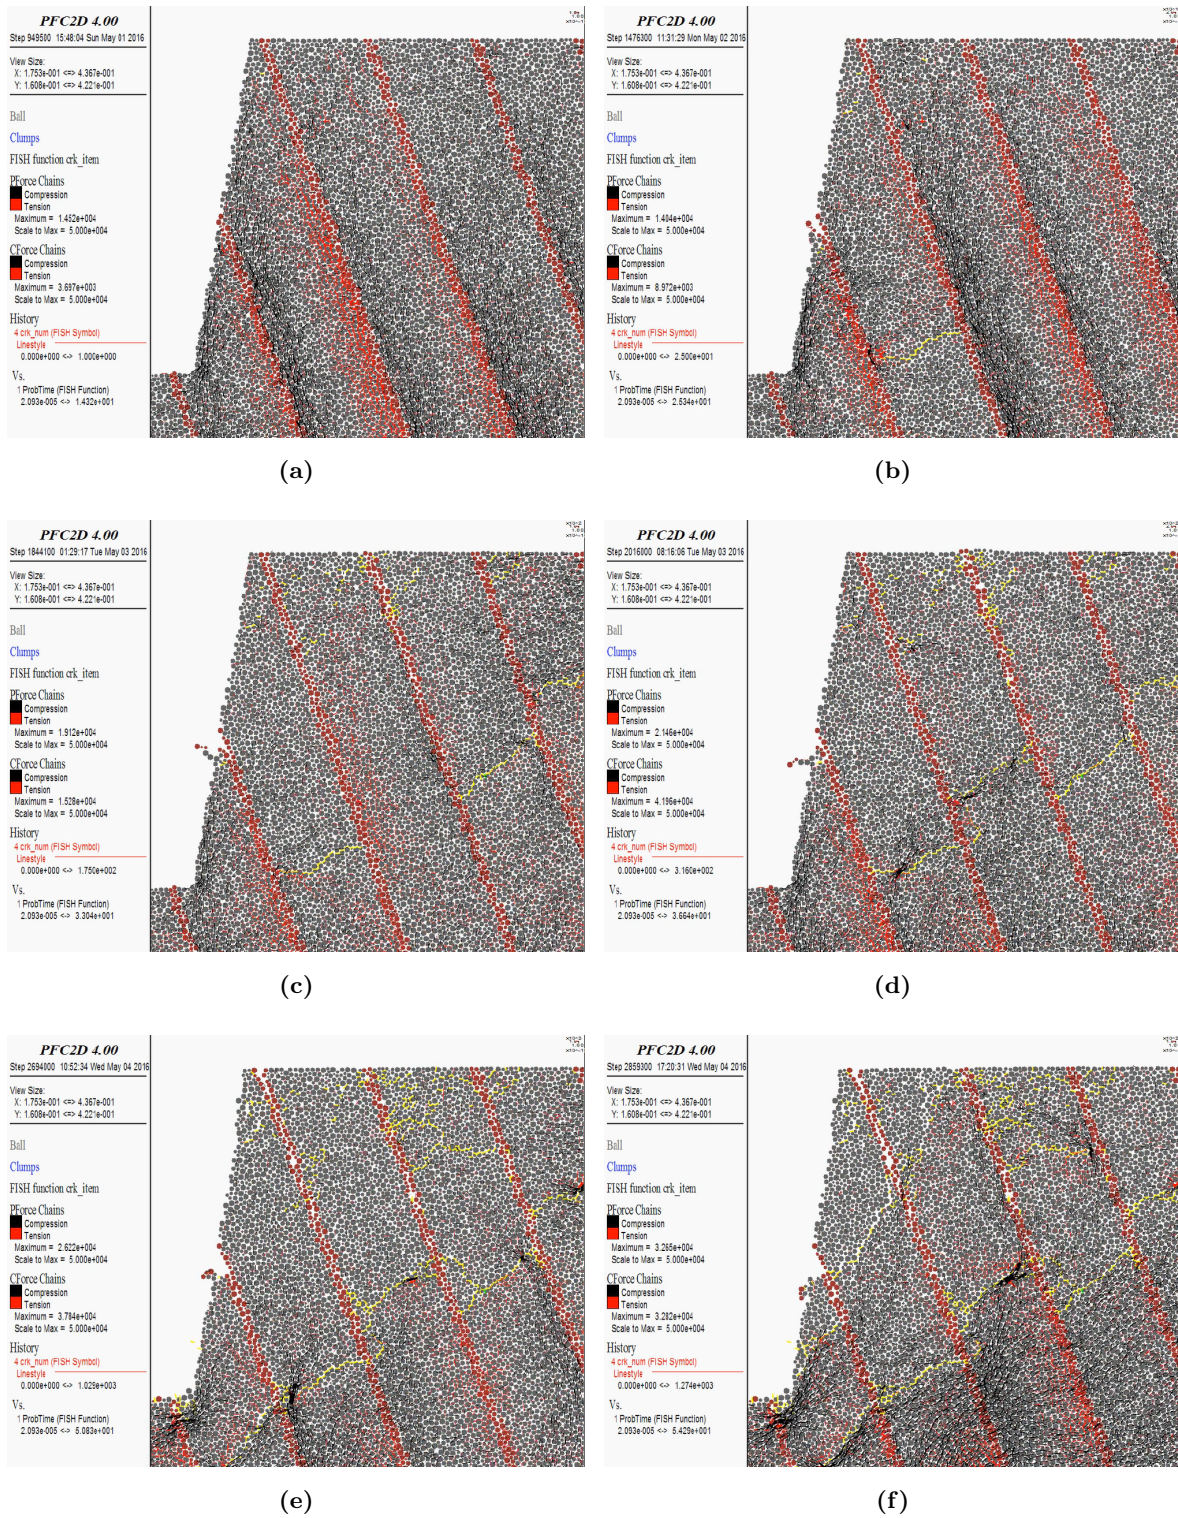 PFC2D 4.00
Step 949500 15:48:04 Sun May 01 2016
View Size:
X: 1.753e-001 <=> 4.367e-001
Y: 1.608e-001 <=> 4.221e-001
Ball
Clumps
FISH function crk_item
PForce Chains
Compression
Tension
Maximum = 1.452e+004
Scale to Max = 5.000e+004
CForce Chains
Compression
Tension
Maximum = 3.697e+003
Scale to Max = 5.000e+004
History
4 crk_num (FISH Symbol)
Linestyle
0.000e+000 <-> 1.000e+000
Vs.
1 ProbTime (FISH Function)
2.093e-005 <-> 1.432e+001
(a)
PFC2D 4.00
Step 1476300 11:31:29 Mon May 02 2016
View Size:
X: 1.753e-001 <=> 4.367e-001
Y: 1.608e-001 <=> 4.221e-001
Ball
Clumps
FISH function crk_item
PForce Chains
Compression
Tension
Maximum = 1.404e+004
Scale to Max = 5.000e+004
CForce Chains
Compression
Tension
Maximum = 8.972e+003
Scale to Max = 5.000e+004
History
4 crk_num (FISH Symbol)
Linestyle
0.000e+000 <-> 2.500e+001
Vs.
1 ProbTime (FISH Function)
2.093e-005 <-> 2.534e+001
(b)
PFC2D 4.00
Step 1844100 01:29:17 Tue May 03 2016
View Size:
X: 1.753e-001 <=> 4.367e-001
Y: 1.608e-001 <=> 4.221e-001
Ball
Clumps
FISH function crk_item
PForce Chains
Compression
Tension
Maximum = 1.912e+004
Scale to Max = 5.000e+004
CForce Chains
Compression
Tension
Maximum = 1.528e+004
Scale to Max = 5.000e+004
History
4 crk_num (FISH Symbol)
Linestyle
0.000e+000 <-> 1.750e+002
Vs.
1 ProbTime (FISH Function)
2.093e-005 <-> 3.304e+001
(c)
PFC2D 4.00
Step 2016000 08:16:06 Tue May 03 2016
View Size:
X: 1.753e-001 <=> 4.367e-001
Y: 1.608e-001 <=> 4.221e-001
Ball
Clumps
FISH function crk_item
PForce Chains
Compression
Tension
Maximum = 2.146e+004
Scale to Max = 5.000e+004
CForce Chains
Compression
Tension
Maximum = 4.196e+004
Scale to Max = 5.000e+004
History
4 crk_num (FISH Symbol)
Linestyle
0.000e+000 <-> 3.160e+002
Vs.
1 ProbTime (FISH Function)
2.093e-005 <-> 3.664e+001
(d)
PFC2D 4.00
Step 2694000 10:52:34 Wed May 04 2016
View Size:
X: 1.753e-001 <=> 4.367e-001
Y: 1.608e-001 <=> 4.221e-001
Ball
Clumps
FISH function crk_item
PForce Chains
Compression
Tension
Maximum = 2.622e+004
Scale to Max = 5.000e+004
CForce Chains
Compression
Tension
Maximum = 3.784e+004
Scale to Max = 5.000e+004
History
4 crk_num (FISH Symbol)
Linestyle
0.000e+000 <-> 1.029e+003
Vs.
1 ProbTime (FISH Function)
2.093e-005 <-> 5.083e+001
(e)
PFC2D 4.00
Step 2859300 17:20:31 Wed May 04 2016
View Size:
X: 1.753e-001 <=> 4.367e-001
Y: 1.608e-001 <=> 4.221e-001
Ball
Clumps
FISH function crk_item
PForce Chains
Compression
Tension
Maximum = 3.265e+004
Scale to Max = 5.000e+004
CForce Chains
Compression
Tension
Maximum = 3.282e+004
Scale to Max = 5.000e+004
History
4 crk_num (FISH Symbol)
Linestyle
0.000e+000 <-> 1.274e+003
Vs.
1 ProbTime (FISH Function)
2.093e-005 <-> 5.429e+001
(f)